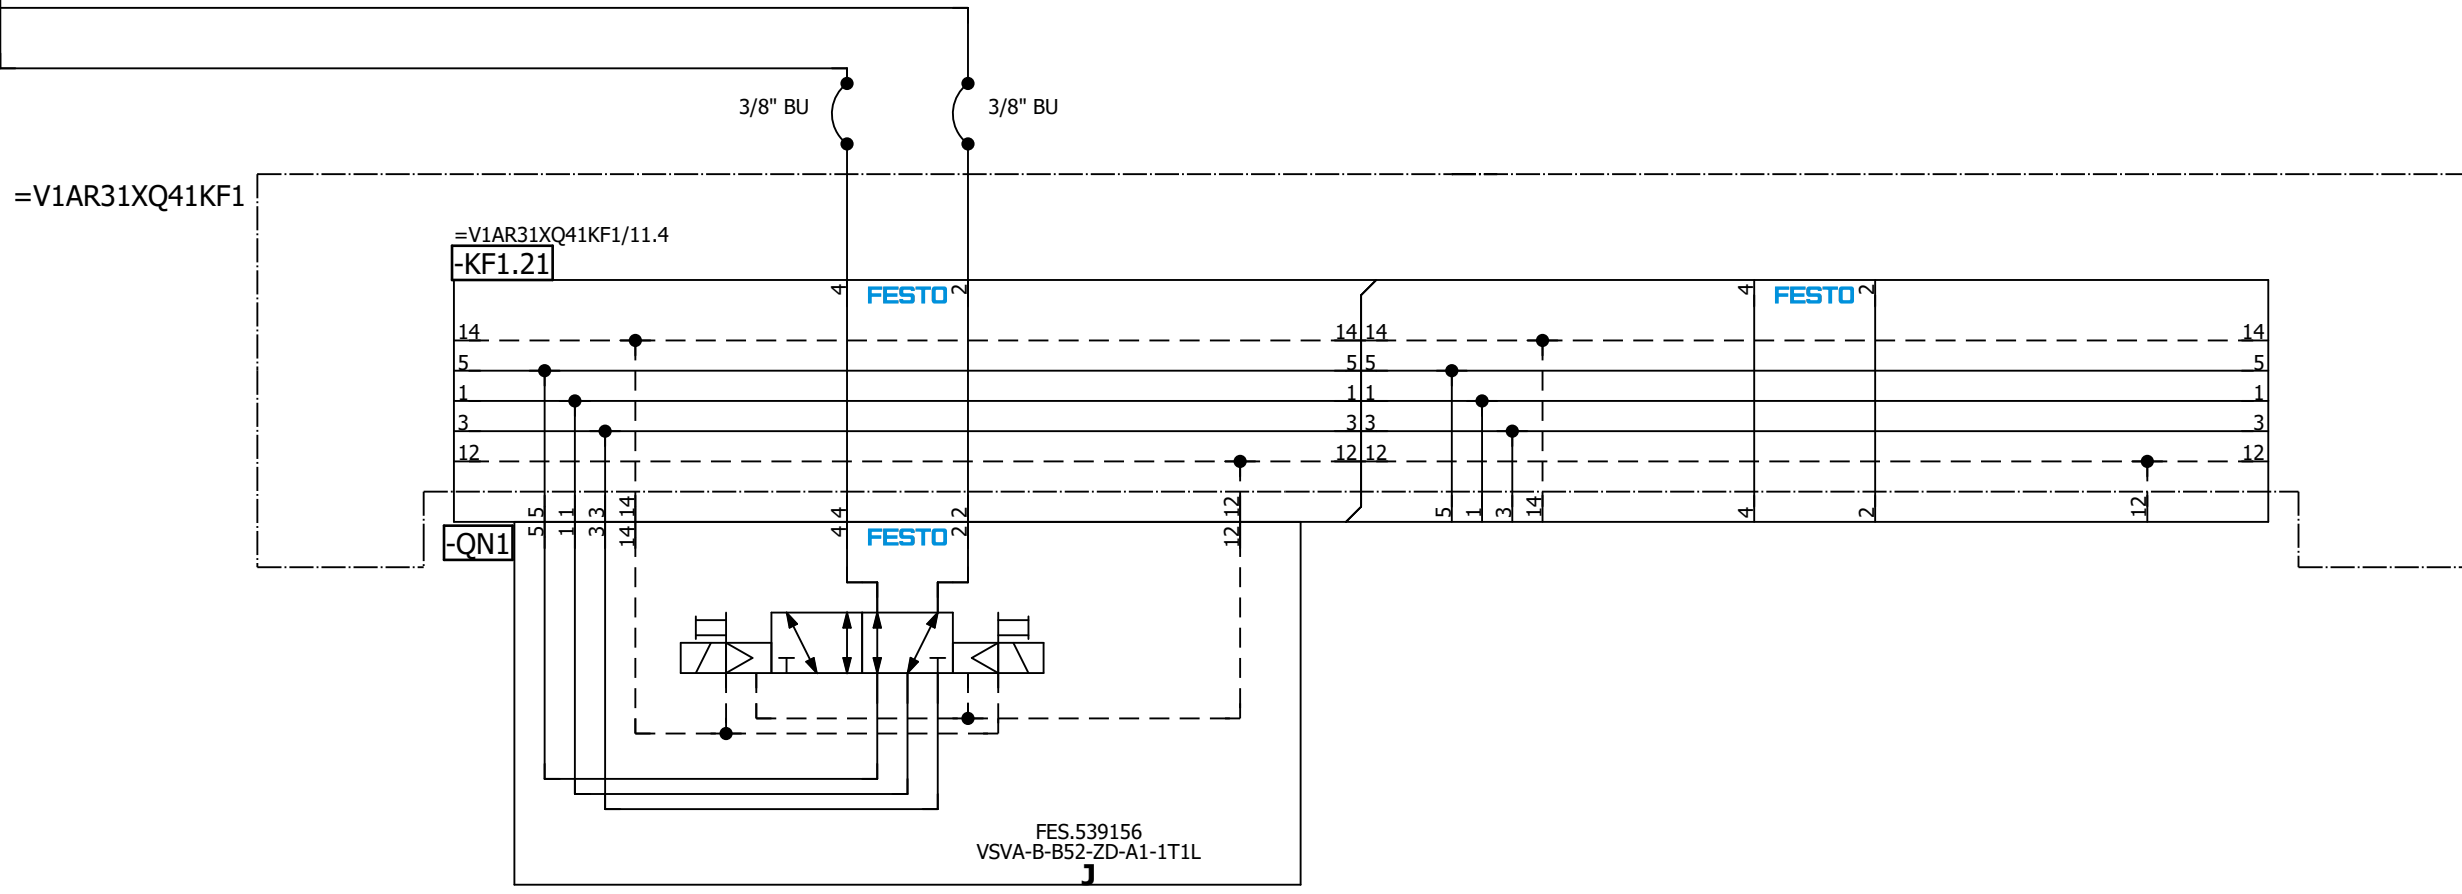 3/8" BU 3/8" BU
=V1AR31XQ41KF1
=V1AR31XQ41KF1/11.4
-KF1.21
4 FESTO 2 4 FESTO 2
14 14 14 14
5 5 5 5
1 1 1 1
3 3 3 3
12 12 12 12
5 1 3 14 4 2 12 5 1 3 14 4 2 12
-QN1
5 1 3 14 4 FESTO 2 12
FES.539156
VSVA-B-B52-ZD-A1-1T1L
J